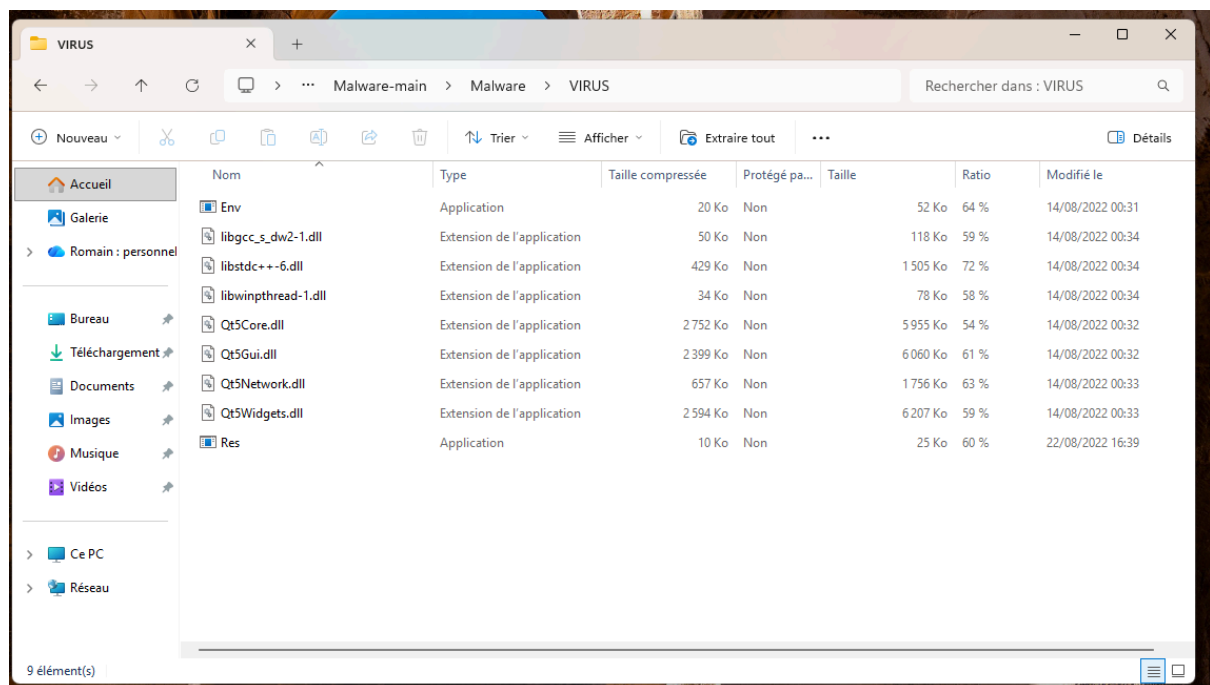 VIRUS
Malware-main > Malware > VIRUS
Rechercher dans : VIRUS
Nouveau
Trier
Afficher
Extraire tout
Détails
Accueil
Galerie
Romain : personnel
Bureau
Téléchargement
Documents
Images
Musique
Vidéos
Ce PC
Réseau
Nom Type Taille compressée Protégé pa... Taille Ratio Modifié le
Env Application 20 Ko Non 52 Ko 64 % 14/08/2022 00:31
libgcc_s_dw2-1.dll Extension de l'application 50 Ko Non 118 Ko 59 % 14/08/2022 00:34
libstdc++-6.dll Extension de l'application 429 Ko Non 1 505 Ko 72 % 14/08/2022 00:34
libwinpthread-1.dll Extension de l'application 34 Ko Non 78 Ko 58 % 14/08/2022 00:34
Qt5Core.dll Extension de l'application 2 752 Ko Non 5 955 Ko 54 % 14/08/2022 00:32
Qt5Gui.dll Extension de l'application 2 399 Ko Non 6 060 Ko 61 % 14/08/2022 00:32
Qt5Network.dll Extension de l'application 657 Ko Non 1 756 Ko 63 % 14/08/2022 00:33
Qt5Widgets.dll Extension de l'application 2 594 Ko Non 6 207 Ko 59 % 14/08/2022 00:33
Res Application 10 Ko Non 25 Ko 60 % 22/08/2022 16:39
9 élément(s)